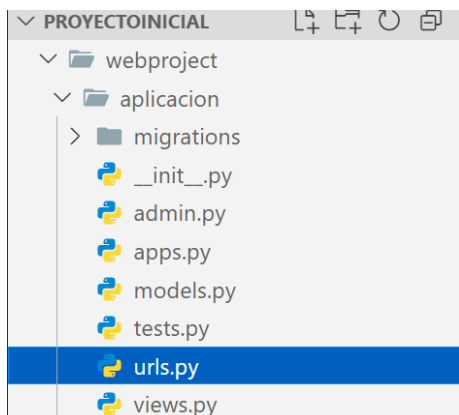 PROYECTOINICIAL
webproject
aplicacion
migrations
__init__.py
admin.py
apps.py
models.py
tests.py
urls.py
views.py